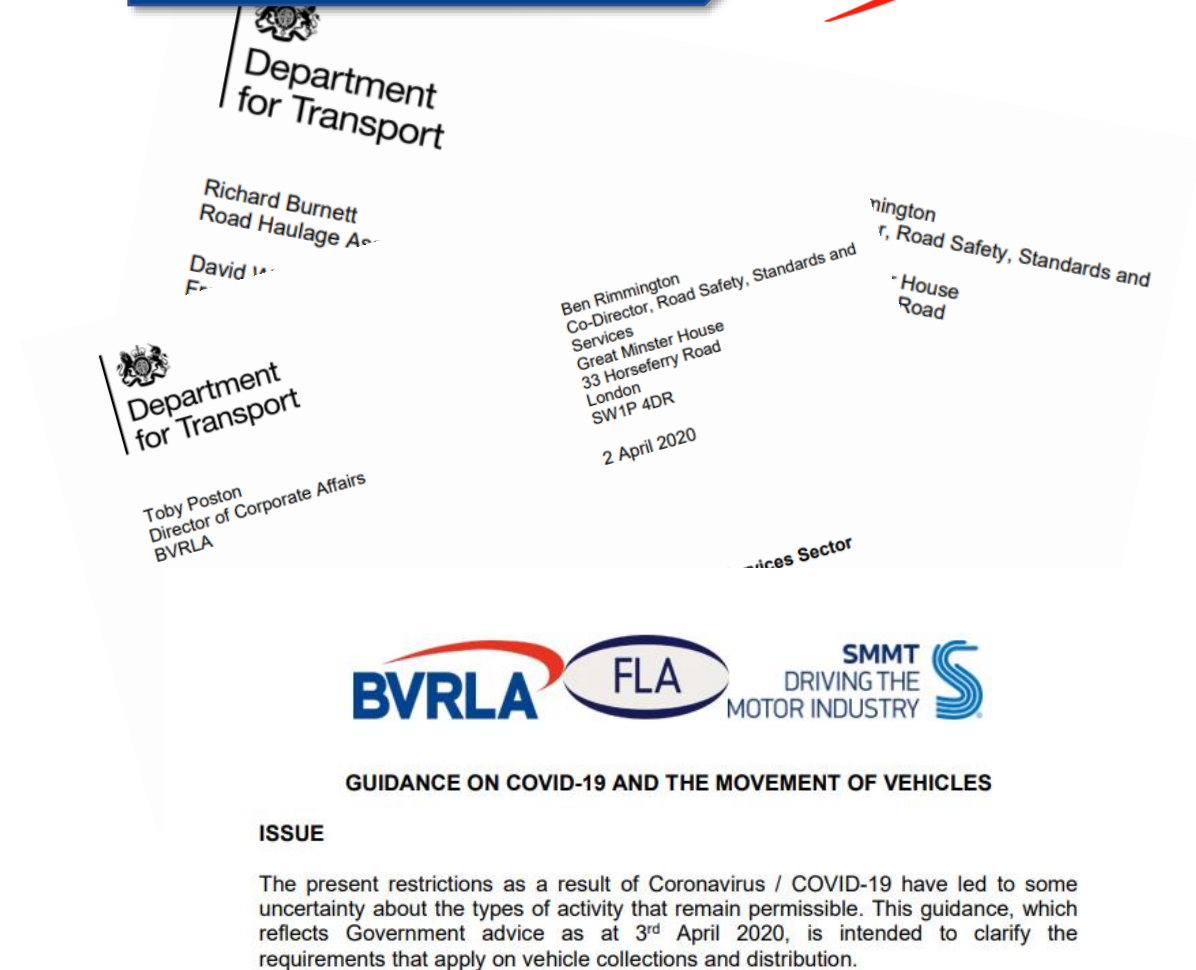 Department
for Transport
Richard Burnett
Road Haulage
David
nington
r, Road Safety, Standards and
House
Road
Ben Rimmington
Co-Director, Road Safety, Standards and
Services
Great Minster House
33 Horseferry Road
London
SW1P 4DR
2 April 2020
Department
for Transport
Toby Poston
Director of Corporate Affairs
BVRLA
vices Sector
BVRLA
FLA
SMMT
DRIVING THE
MOTOR INDUSTRY
GUIDANCE ON COVID-19 AND THE MOVEMENT OF VEHICLES
ISSUE
The present restrictions as a result of Coronavirus / COVID-19 have led to some
uncertainty about the types of activity that remain permissible. This guidance, which
reflects Government advice as at 3rd April 2020, is intended to clarify the
requirements that apply on vehicle collections and distribution.